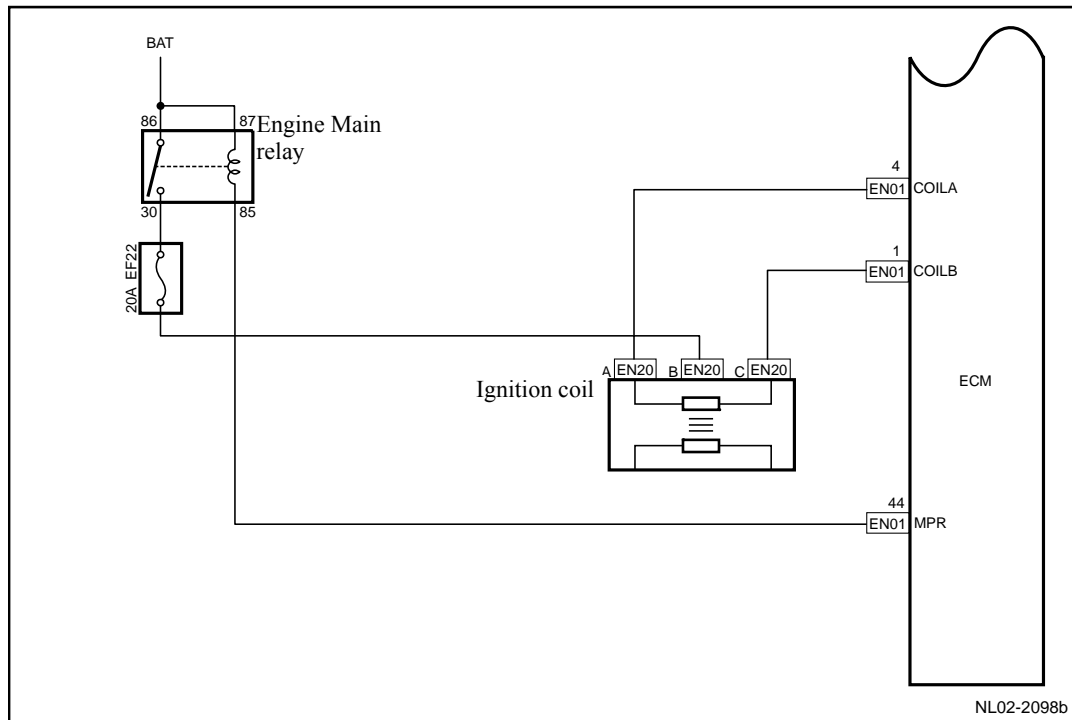 BAT
86
87
Engine Main
relay
30
85
20A EF22
4
EN01
COILA
1
EN01
COILB
A
EN20
B
EN20
C
EN20
Ignition coil
ECM
44
EN01
MPR
NL02-2098b